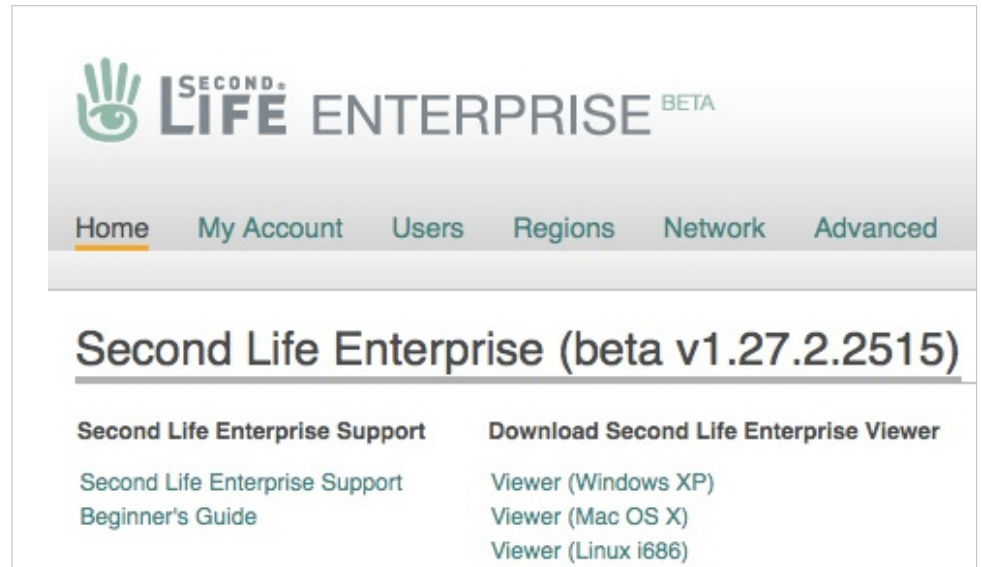 SECOND LIFE ENTERPRISE BETA
Home My Account Users Regions Network Advanced
Second Life Enterprise (beta v1.27.2.2515)
Second Life Enterprise Support Download Second Life Enterprise Viewer
Second Life Enterprise Support Viewer (Windows XP)
Beginner's Guide Viewer (Mac OS X)
Viewer (Linux i686)